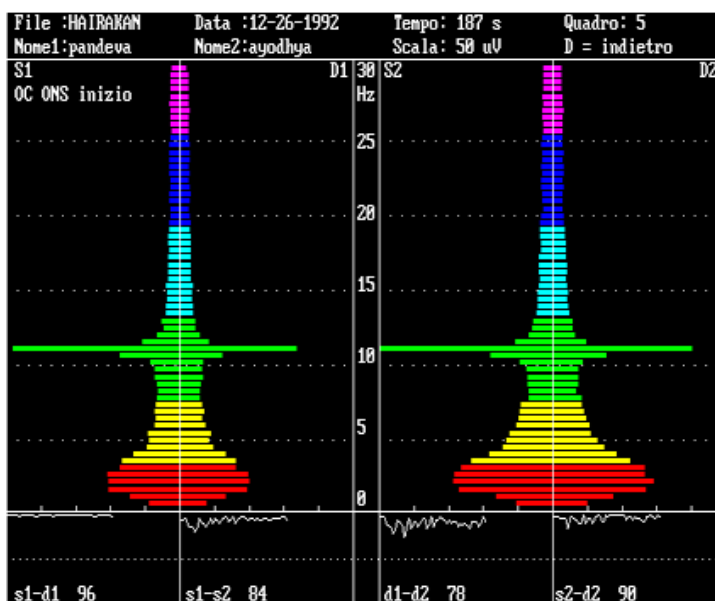 File :HAIRAKAN Data :12-26-1992 Tempo: 187 s Quadro: 5
Nome1:pandeva Nome2:ayodhya Scala: 50 uV D = indietro
S1 D1 30 S2 D2
OC ONS inizio Hz
25
20
15
10
5
0
s1-d1 96 s1-s2 84 d1-d2 78 s2-d2 90